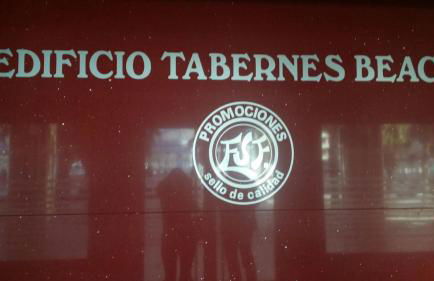 EDIFICIO TABERNES BEAC
PROMOCIONES
sello de calidad